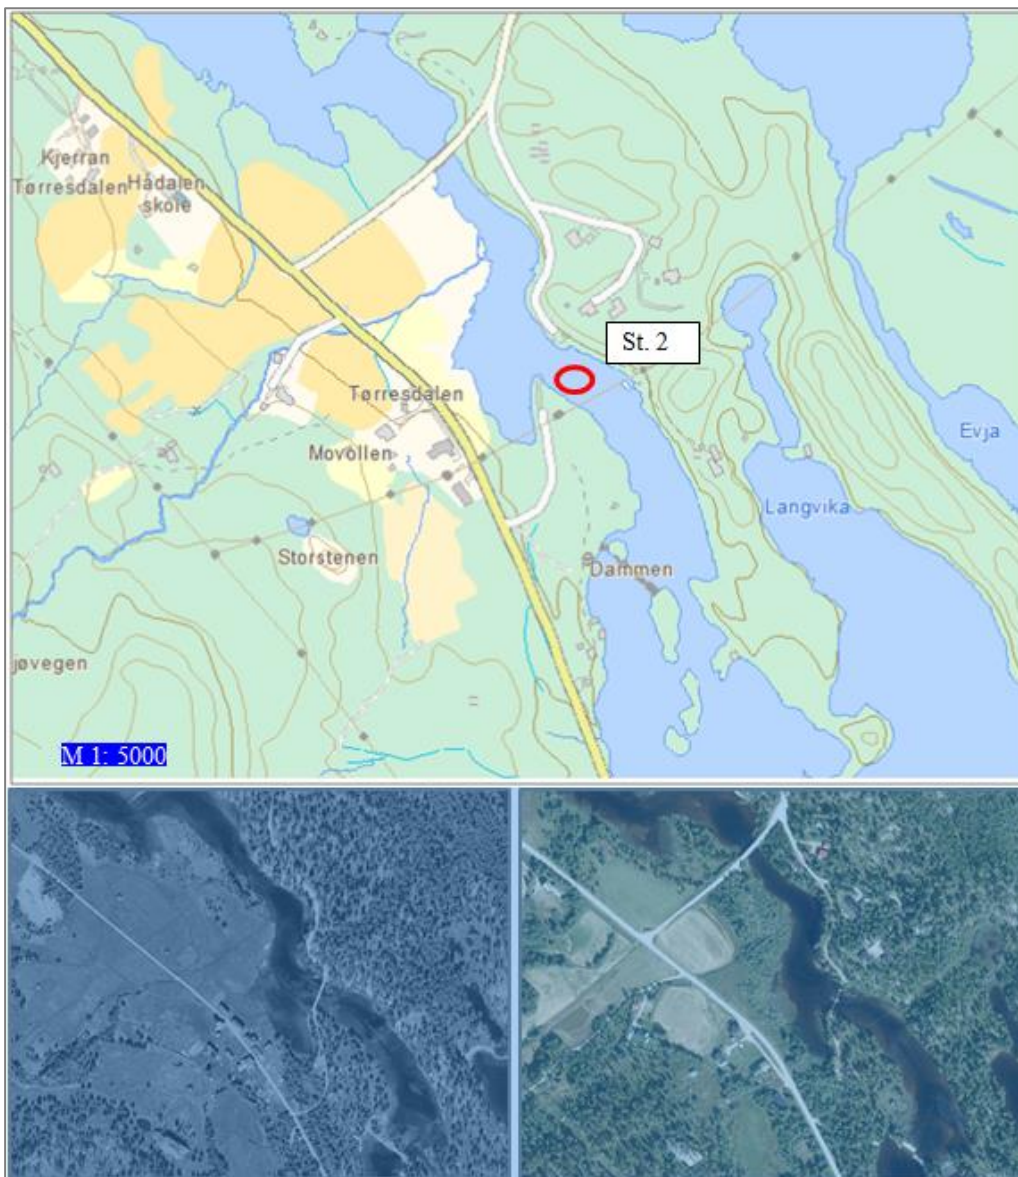 Kjerran
Tørresdalen
Hådalen
skole
St. 2
Tørresdalen
Movollen
Evja
Langvika
Storstenen
Dammen
jøvegen
M 1: 5000